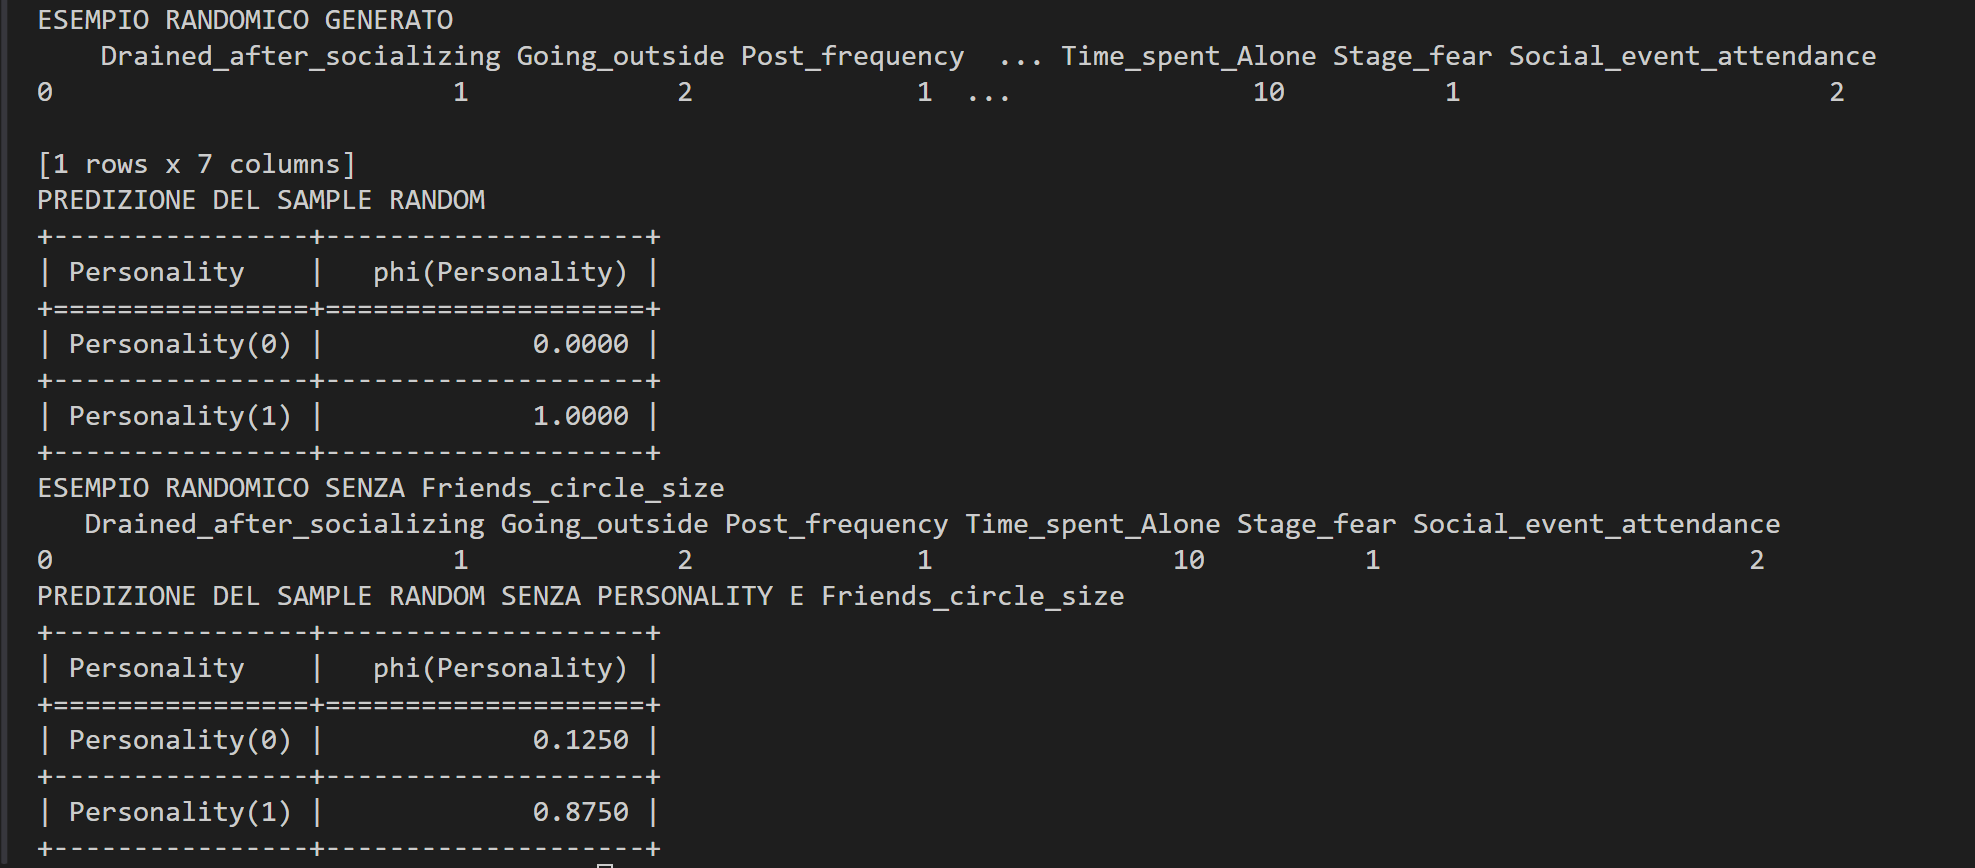 ESEMPIO RANDOMICO GENERATO
    Drained_after_socializing Going_outside Post_frequency  ... Time_spent_Alone Stage_fear Social_event_attendance
0                         1             2              1  ...               10          1                       2

[1 rows x 7 columns]
PREDIZIONE DEL SAMPLE RANDOM
+----------------+--------------------+
| Personality    |   phi(Personality) |
+================+====================+
| Personality(0) |             0.0000 |
+----------------+--------------------+
| Personality(1) |             1.0000 |
+----------------+--------------------+
ESEMPIO RANDOMICO SENZA Friends_circle_size
   Drained_after_socializing Going_outside Post_frequency Time_spent_Alone Stage_fear Social_event_attendance
0                         1             2              1               10          1                       2
PREDIZIONE DEL SAMPLE RANDOM SENZA PERSONALITY E Friends_circle_size
+----------------+--------------------+
| Personality    |   phi(Personality) |
+================+====================+
| Personality(0) |             0.1250 |
+----------------+--------------------+
| Personality(1) |             0.8750 |
+----------------+--------------------+